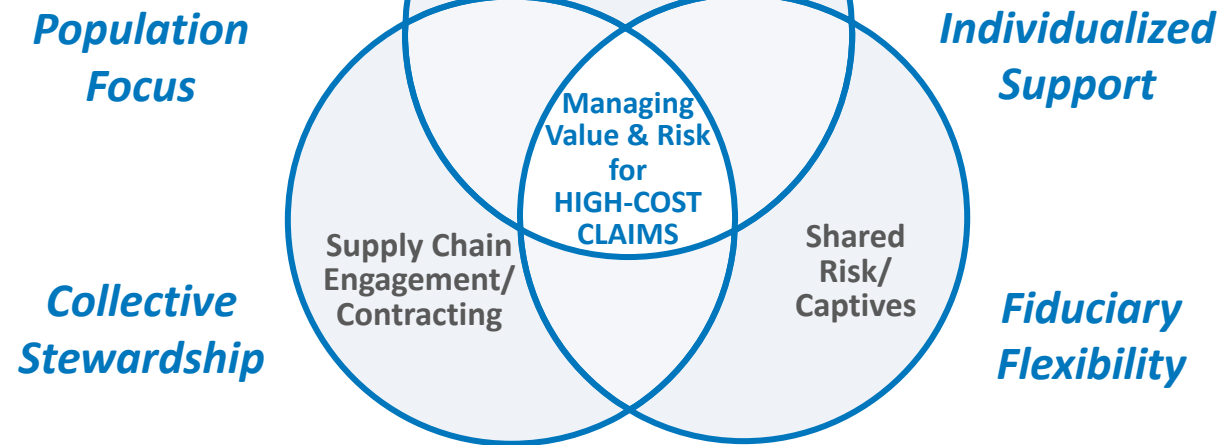 Population
Focus
Individualized
Support
Managing
Value & Risk
for
HIGH-COST
CLAIMS
Supply Chain
Engagement/
Contracting
Shared
Risk/
Captives
Collective
Stewardship
Fiduciary
Flexibility